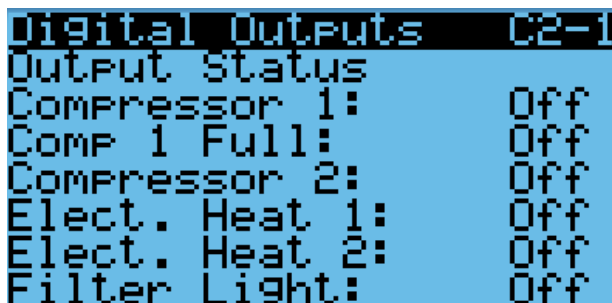 Digital Outputs C2-1
Output Status
Compressor 1: Off
Comp 1 Full: Off
Compressor 2: Off
Elect. Heat 1: Off
Elect. Heat 2: Off
Filter Light: Off